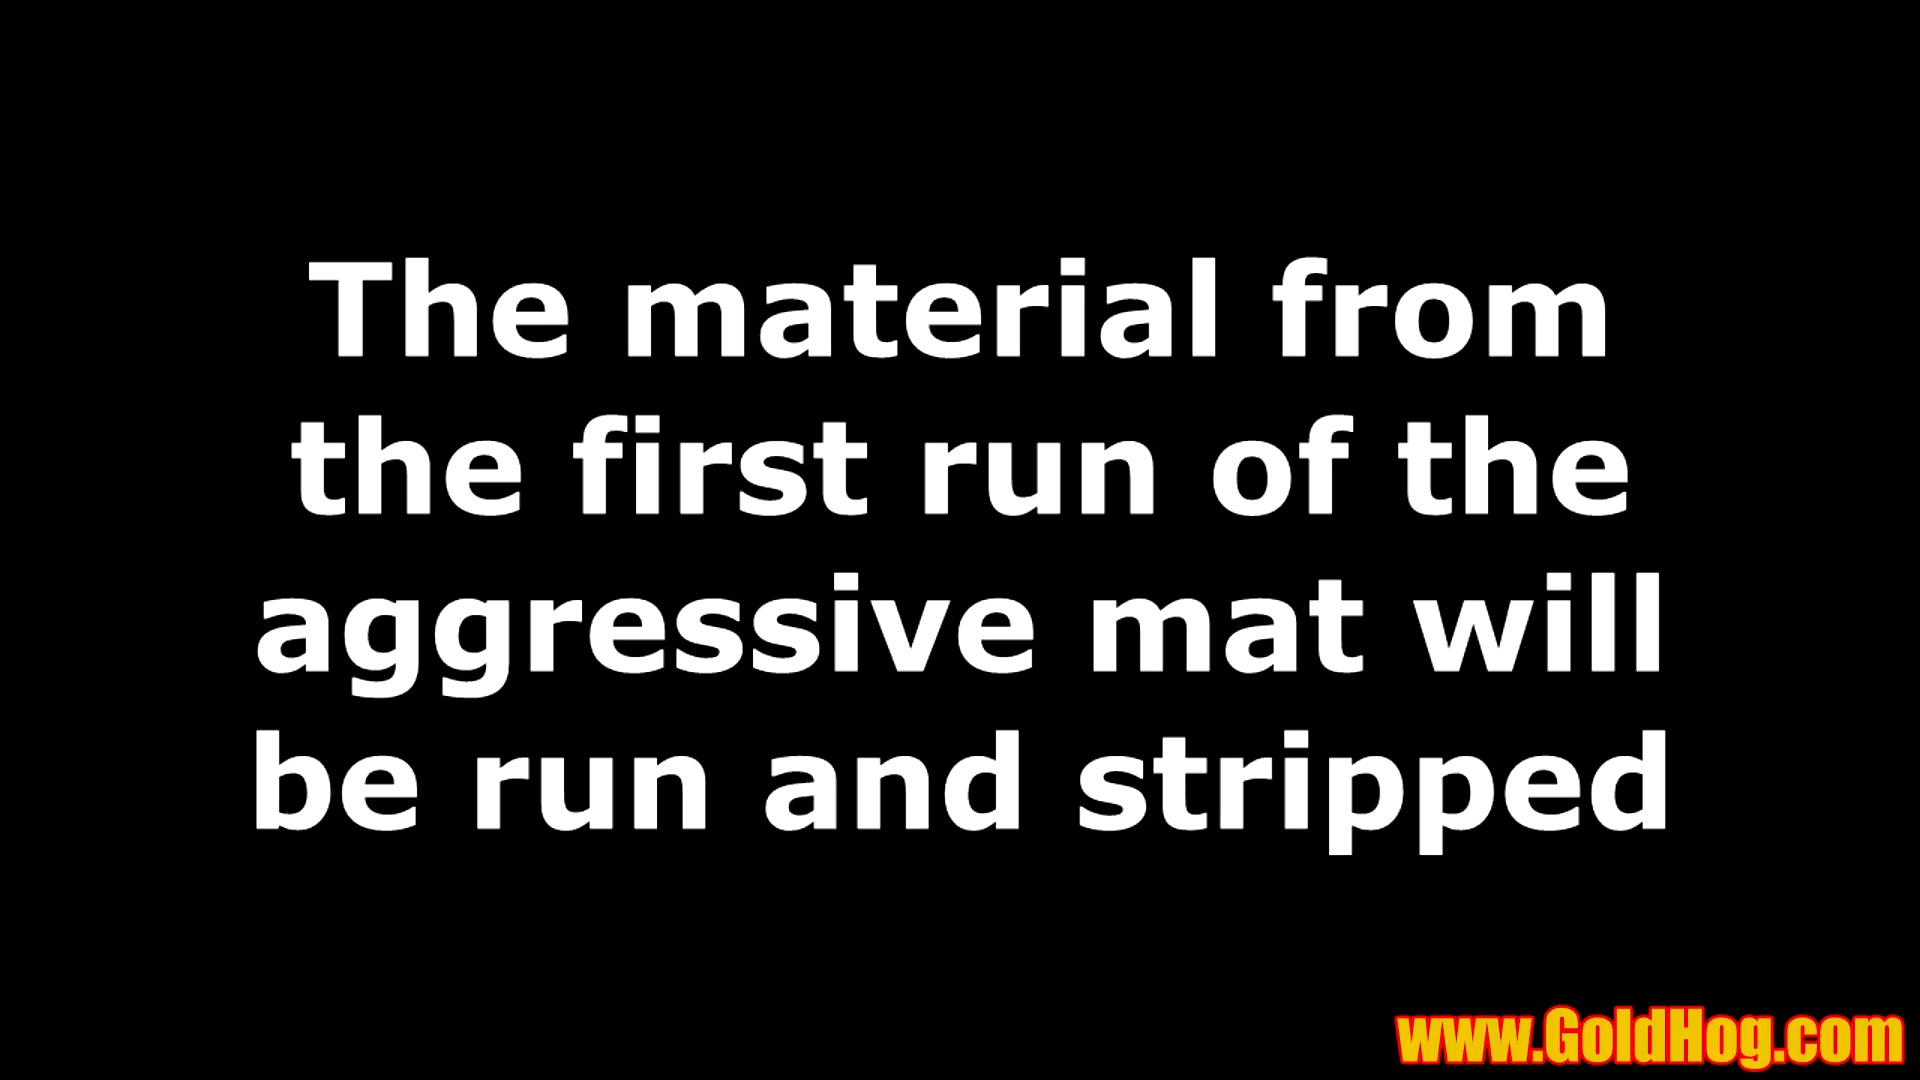 The material from
the first run of the
aggressive mat will
be run and stripped
www.GoldHog.com